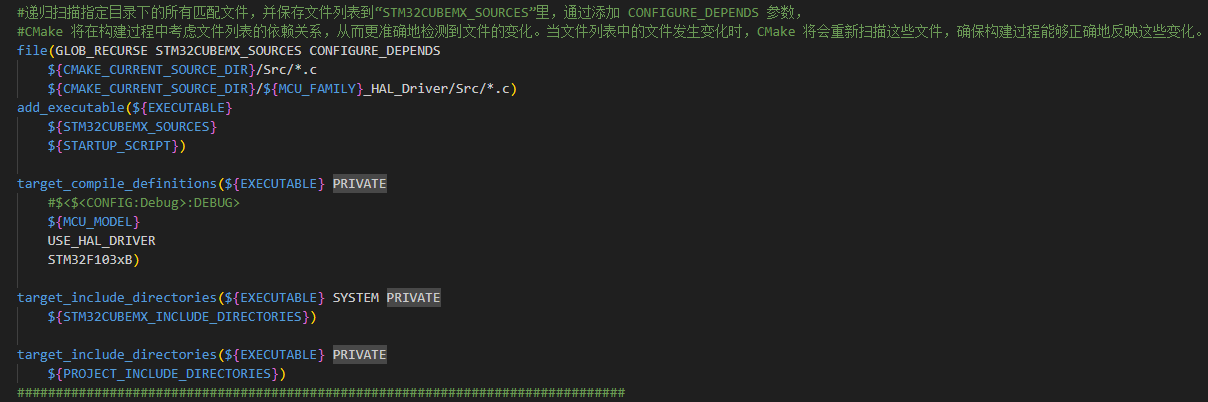 #递归扫描指定目录下的所有匹配文件，并保存文件列表到“STM32CUBEMX_SOURCES”里，通过添加 CONFIGURE_DEPENDS 参数，
#CMake 将在构建过程中考虑文件列表的依赖关系，从而更准确地检测到文件的变化。当文件列表中的文件发生变化时，CMake 将会重新扫描这些文件，确保构建过程能够正确地反映这些变化。
file(GLOB_RECURSE STM32CUBEMX_SOURCES CONFIGURE_DEPENDS
    ${CMAKE_CURRENT_SOURCE_DIR}/Src/*.c
    ${CMAKE_CURRENT_SOURCE_DIR}/${MCU_FAMILY}_HAL_Driver/Src/*.c)
add_executable(${EXECUTABLE}
    ${STM32CUBEMX_SOURCES}
    ${STARTUP_SCRIPT})
target_compile_definitions(${EXECUTABLE} PRIVATE
    #$<$<CONFIG:Debug>:DEBUG>
    ${MCU_MODEL}
    USE_HAL_DRIVER
    STM32F103xB)
target_include_directories(${EXECUTABLE} SYSTEM PRIVATE
    ${STM32CUBEMX_INCLUDE_DIRECTORIES})
target_include_directories(${EXECUTABLE} PRIVATE
    ${PROJECT_INCLUDE_DIRECTORIES})
################################################################################